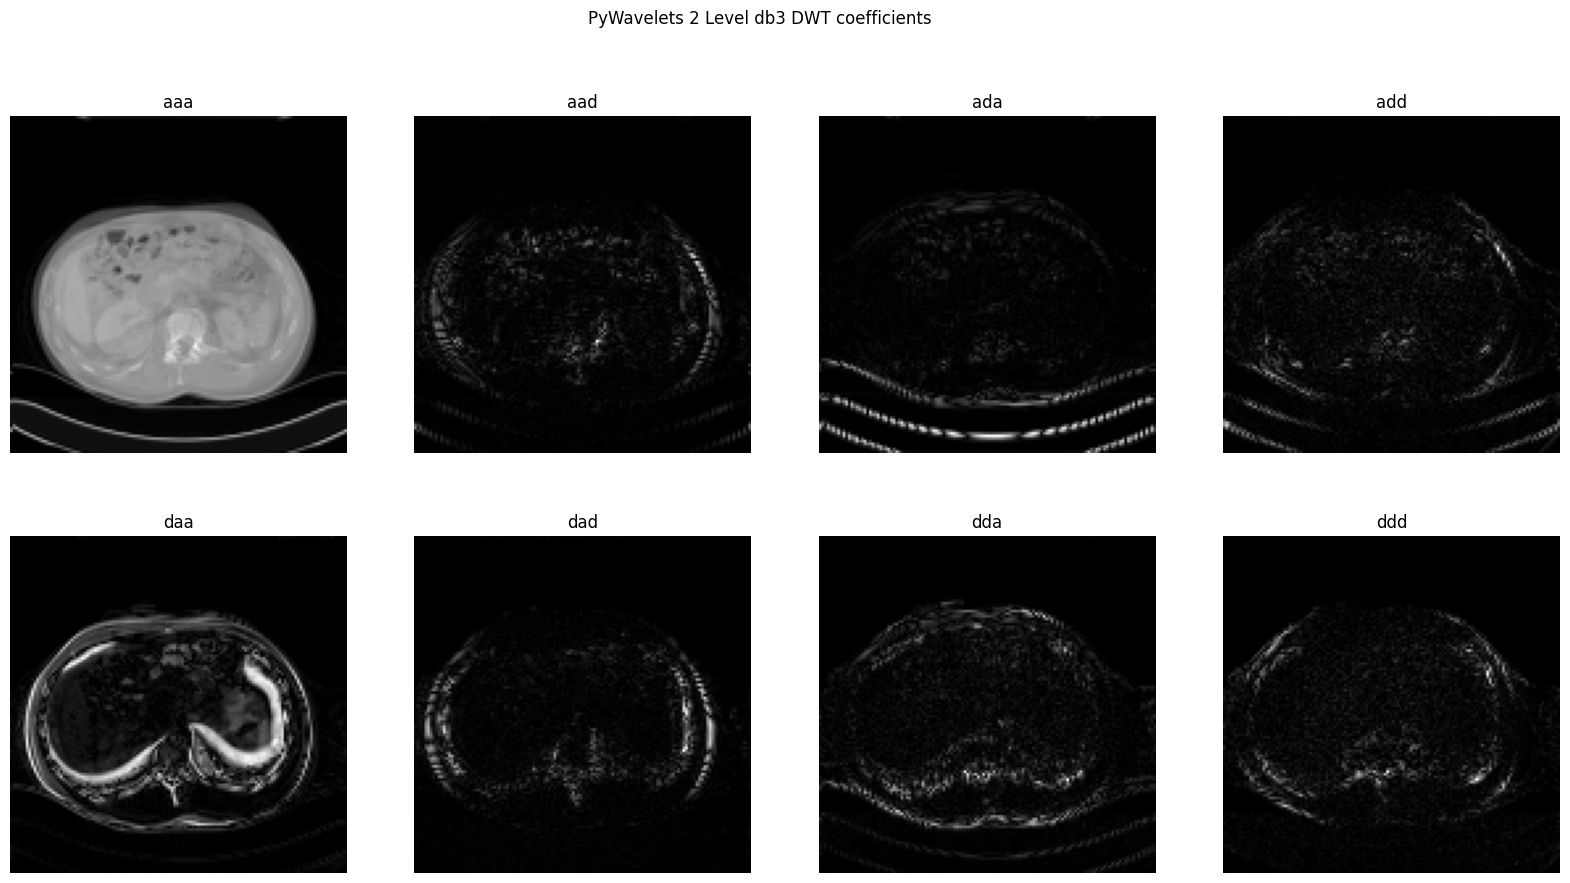 PyWavelets 2 Level db3 DWT coefficients
aaa
aad
ada
add
daa
dad
dda
ddd